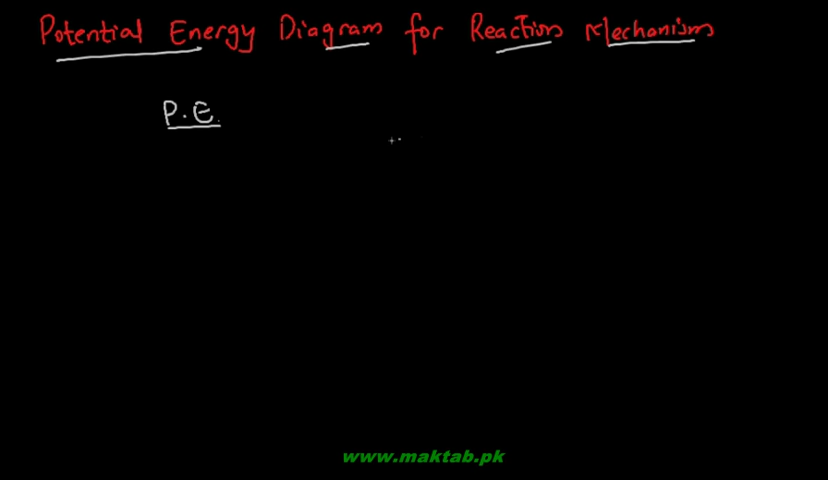 Potential Energy Diagram for Reaction Mechanism
P.E.
www.maktab.pk